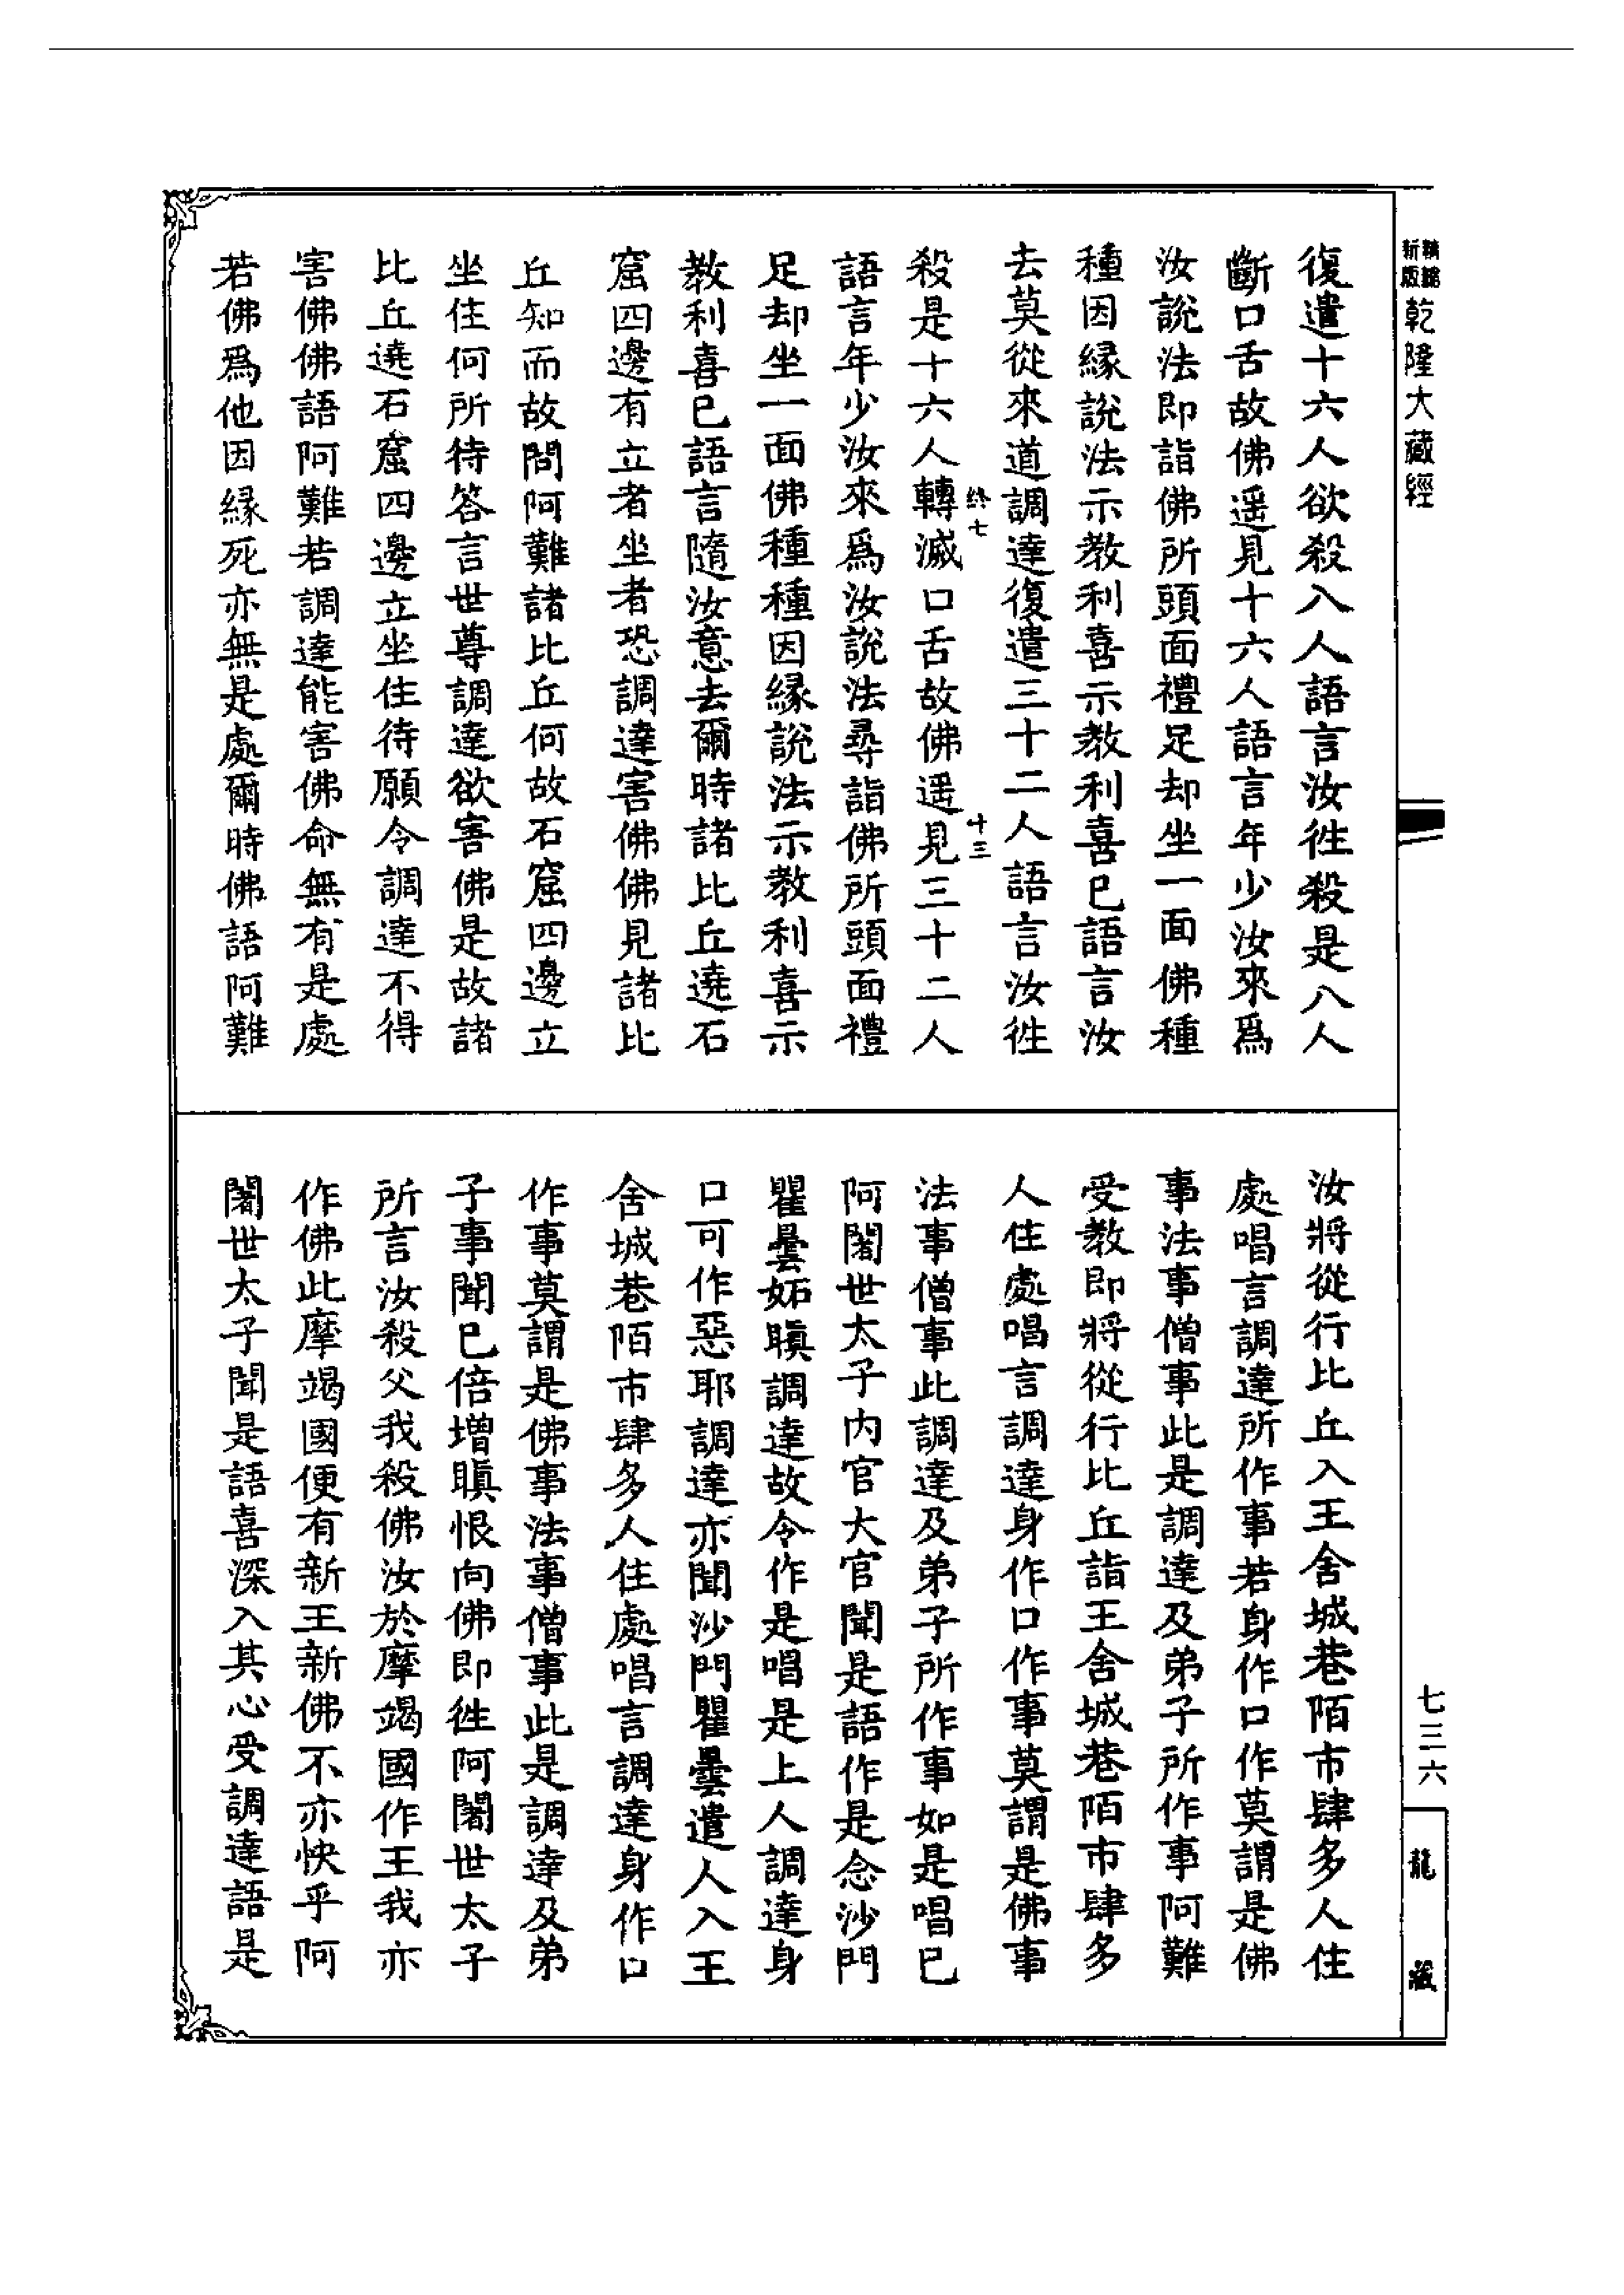 精編新版乾隆大藏經
七三六
龍藏
復遣十六人欲殺入人語言汝徃殺是八人
斷口舌故佛遥見十六人語言年少汝來爲
汝說法即詣佛所頭面禮足却坐一面佛種
種因縁說法示教利喜示教利喜已語言汝
去莫從來道調達復遣三十二人語言汝徃
終七
十三
殺是十六人轉滅口舌故佛遥見三十二人
語言年少汝來爲汝說法尋詣佛所頭面禮
足却坐一面佛種種因縁說法示教利喜示
教利喜已語言隨汝意去爾時諸比丘遶石
窟四邊有立者坐者恐調達害佛佛見諸比
丘知而故問阿難諸比丘何故石窟四邊立
坐住何所待答言世尊調達欲害佛是故諸
比丘遶石窟四邊立坐住待願令調達不得
害佛佛語阿難若調達能害佛命無有是處
若佛爲他因縁死亦無是處爾時佛語阿難
汝將從行比丘入王舍城巷陌市肆多人住
處唱言調達所作事若身作口作莫謂是佛
事法事僧事此是調達及弟子所作事阿難
受教即將從行比丘詣王舍城巷陌市肆多
人住處唱言調達身作口作事莫謂是佛事
法事僧事此調達及弟子所作事如是唱已
阿闍世太子内官大官聞是語作是念沙門
瞿曇妬瞋調達故令作是唱是上人調達身
口可作惡耶調達亦聞沙門瞿曇遣人入王
舍城巷陌市肆多人住處唱言調達身作口
作事莫謂是佛事法事僧事此是調達及弟
子事聞已倍增瞋恨向佛即徃阿闍世太子
所言汝殺父我殺佛汝於摩竭國作王我亦
作佛此摩竭國便有新王新佛不亦快乎阿
闍世太子聞是語喜深入其心受調達語是